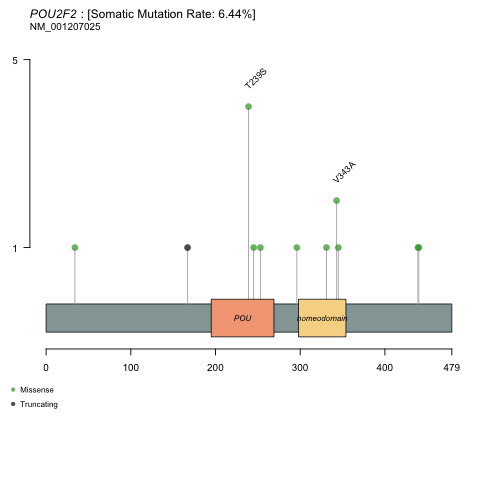 POU2F2 : [Somatic Mutation Rate: 6.44%]
NM_001207025
5
T239S
V343A
1
POU
homeodomain
0
100
200
300
400
479
Missense
Truncating